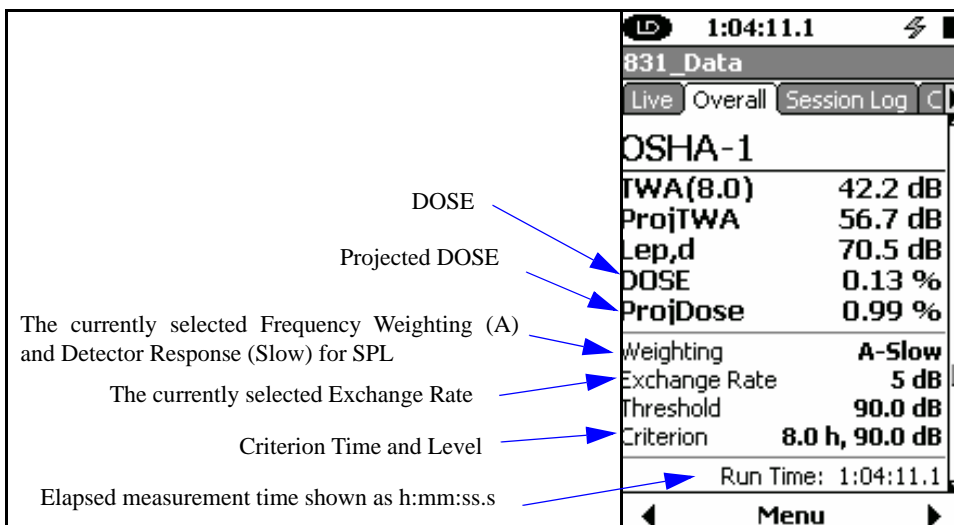 LD 1:04:11.1
831_Data
Live Overall Session Log C
OSHA-1
TWA(8.0) 42.2 dB
ProjTWA 56.7 dB
Lep,d 70.5 dB
DOSE 0.13 %
ProjDose 0.99 %
Weighting A-Slow
Exchange Rate 5 dB
Threshold 90.0 dB
Criterion 8.0 h, 90.0 dB
Run Time: 1:04:11.1
Menu
DOSE
Projected DOSE
The currently selected Frequency Weighting (A)
and Detector Response (Slow) for SPL
The currently selected Exchange Rate
Criterion Time and Level
Elapsed measurement time shown as h:mm:ss.s